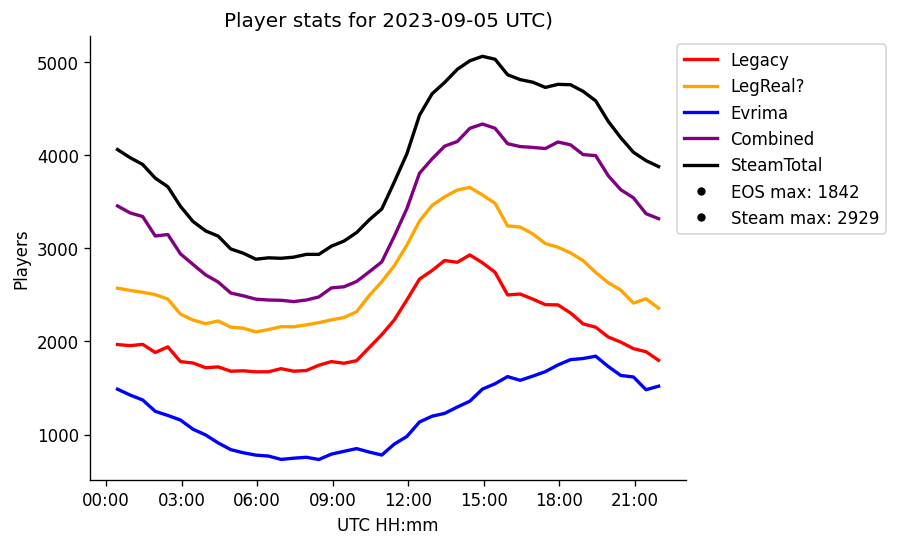 Player stats for 2023-09-05 UTC)
Players
5000
4000
3000
2000
1000
00:00 03:00 06:00 09:00 12:00 15:00 18:00 21:00
UTC HH:mm
Legacy
LegReal?
Evrima
Combined
SteamTotal
EOS max: 1842
Steam max: 2929